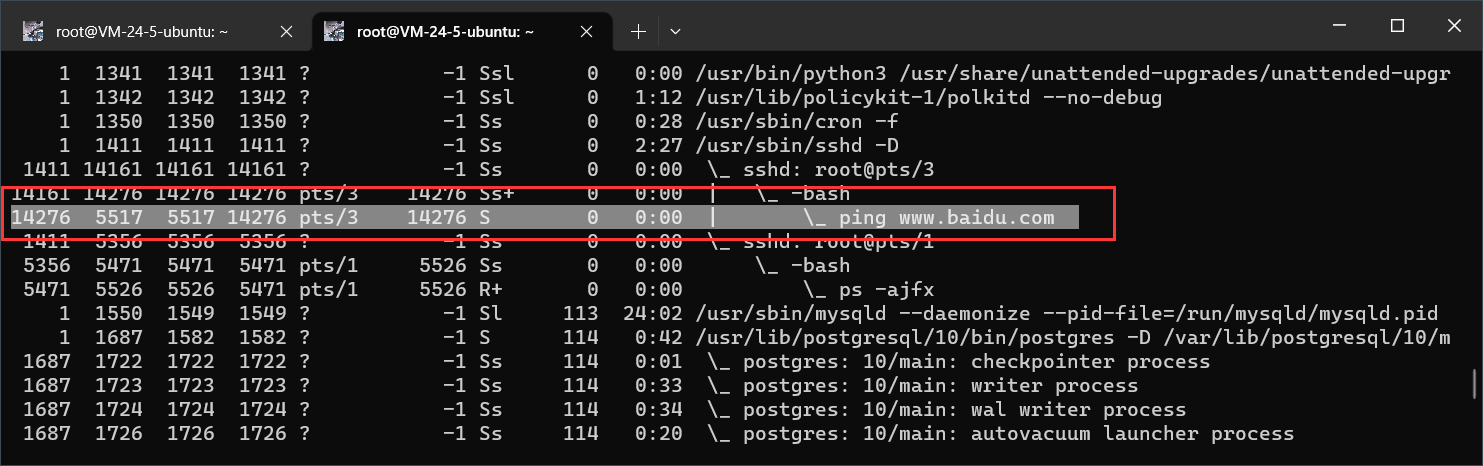 root@VM-24-5-ubuntu: ~ root@VM-24-5-ubuntu: ~
1 1341 1341 1341 ? -1 Ssl 0 0:00 /usr/bin/python3 /usr/share/unattended-upgrades/unattended-upgr
1 1342 1342 1342 ? -1 Ssl 0 1:12 /usr/lib/policykit-1/polkitd --no-debug
1 1350 1350 1350 ? -1 Ss 0 0:28 /usr/sbin/cron -f
1 1411 1411 1411 ? -1 Ss 0 2:27 /usr/sbin/sshd -D
1411 14161 14161 14161 ? -1 Ss 0 0:00 \_ sshd: root@pts/3
14161 14276 14276 14276 pts/3 14276 Ss+ 0 0:00 | \_ -bash
14276 5517 5517 14276 pts/3 14276 S 0 0:00 | \_ ping www.baidu.com
1411 5356 5356 5356 ? -1 Ss 0 0:00 \_ sshd: root@pts/1
5356 5471 5471 5471 pts/1 5526 Ss 0 0:00 \_ -bash
5471 5526 5526 5471 pts/1 5526 R+ 0 0:00 \_ ps -ajfx
1 1550 1549 1549 ? -1 Sl 113 24:02 /usr/sbin/mysqld --daemonize --pid-file=/run/mysqld/mysqld.pid
1 1687 1582 1582 ? -1 S 114 0:42 /usr/lib/postgresql/10/bin/postgres -D /var/lib/postgresql/10/m
1687 1722 1722 1722 ? -1 Ss 114 0:01 \_ postgres: 10/main: checkpointer process
1687 1723 1723 1723 ? -1 Ss 114 0:33 \_ postgres: 10/main: writer process
1687 1724 1724 1724 ? -1 Ss 114 0:34 \_ postgres: 10/main: wal writer process
1687 1726 1726 1726 ? -1 Ss 114 0:20 \_ postgres: 10/main: autovacuum launcher process